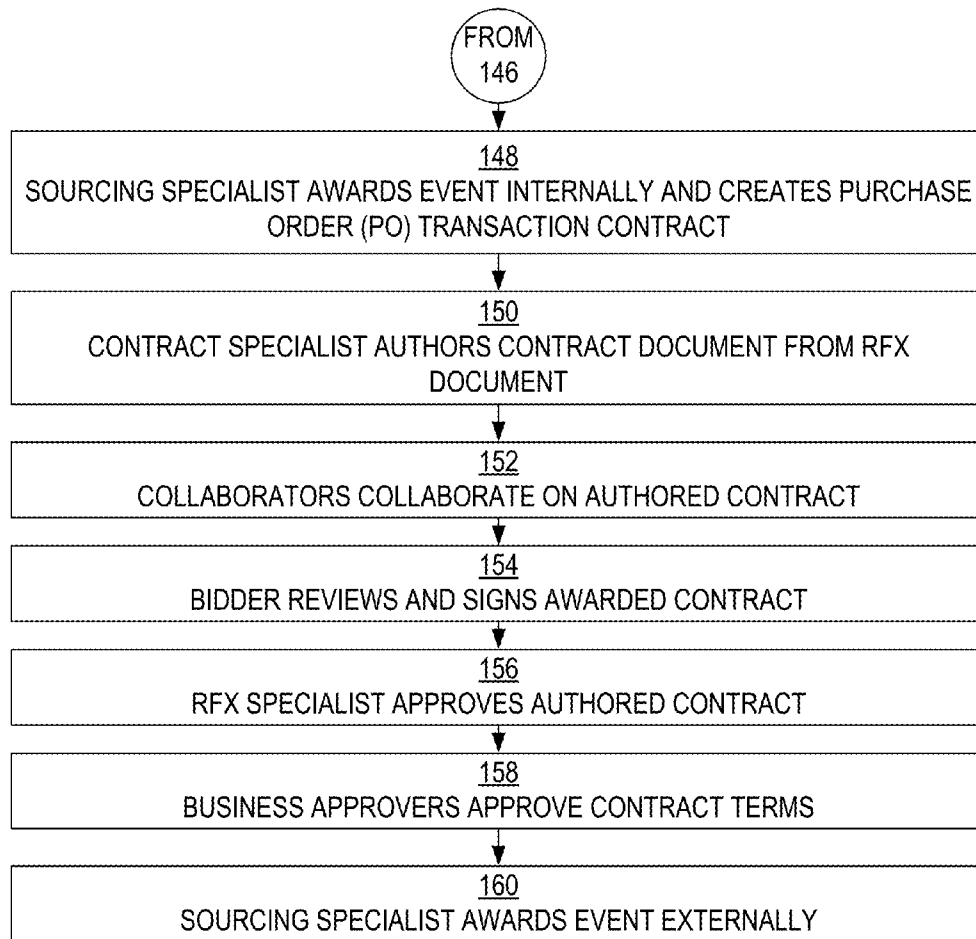 FROM
146
148
SOURCING SPECIALIST AWARDS EVENT INTERNALLY AND CREATES PURCHASE
ORDER (PO) TRANSACTION CONTRACT
150
CONTRACT SPECIALIST AUTHORS CONTRACT DOCUMENT FROM RFX
DOCUMENT
152
COLLABORATORS COLLABORATE ON AUTHORED CONTRACT
154
BIDDER REVIEWS AND SIGNS AWARDED CONTRACT
156
RFX SPECIALIST APPROVES AUTHORED CONTRACT
158
BUSINESS APPROVERS APPROVE CONTRACT TERMS
160
SOURCING SPECIALIST AWARDS EVENT EXTERNALLY